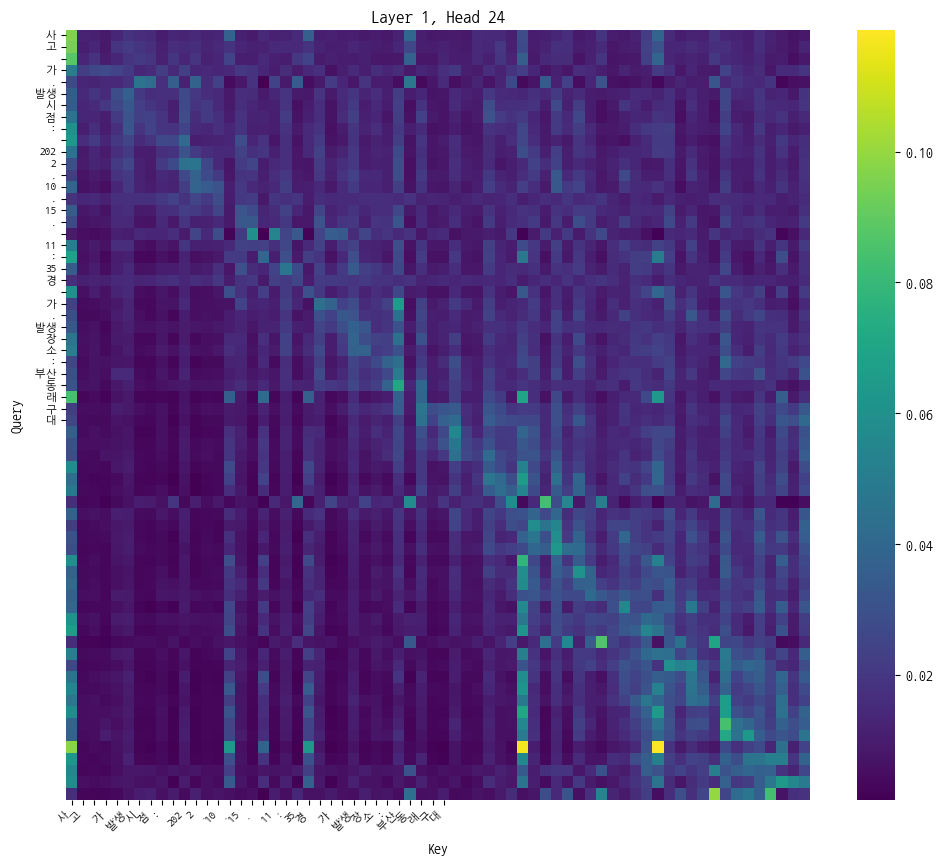 Layer 1, Head 24
사
고
가
.
발생
시
점
:
202
2
.
10
.
15
.
11
:
35
경
가
.
발생
장
소
:
부산
동
래
구
대
Query
사 고 가 발생 시 점 : 202 2 10 15 . 11 : 35 경 가 발생 장 소 : 부산 동 래 구 대
Key
0.10
0.08
0.06
0.04
0.02